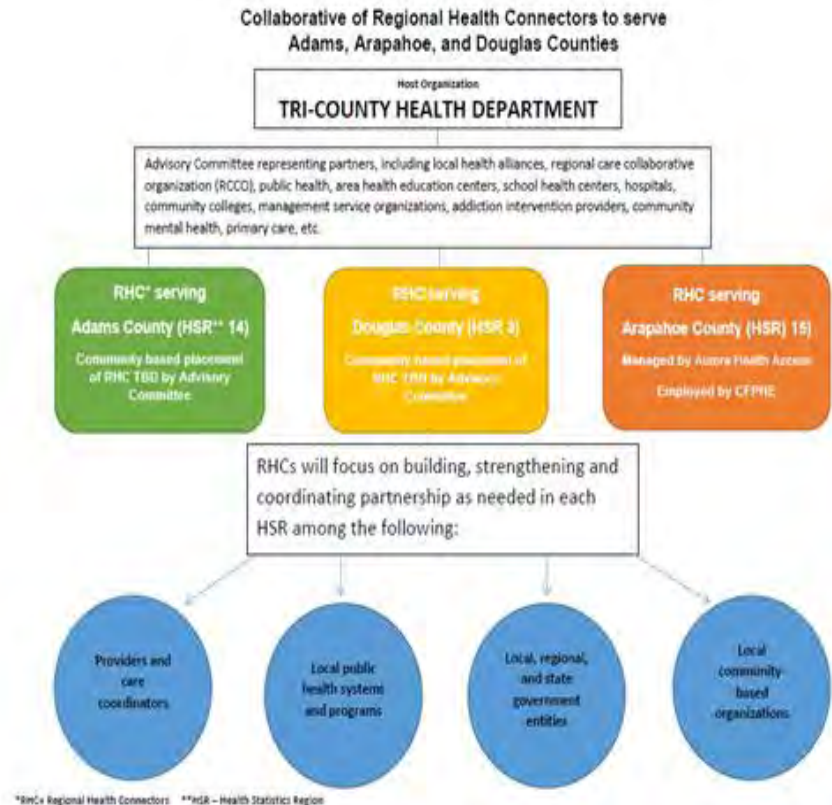 Collaborative of Regional Health Connectors to serve
Adams, Arapahoe, and Douglas Counties
Host Organization
TRI-COUNTY HEALTH DEPARTMENT
Advisory Committee representing partners, including local health alliances, regional care collaborative
organization (RCCO), public health, area health education centers, school health centers, hospitals,
community colleges, management service organizations, addiction intervention providers, community
mental health, primary care, etc.
RHC* serving
Adams County (HSR** 14)
Community based placement
of RHC TBD by Advisory
Committee
RHC serving
Douglas County (HSR 3)
Community based placement of
RHC TBD by Advisory
Committee
RHC serving
Arapahoe County (HSR) 15)
Managed by Aurora Health Access
Employed by CFPHE
RHCs will focus on building, strengthening and
coordinating partnership as needed in each
HSR among the following:
Providers and
care
coordinators
Local public
health systems
and programs
Local, regional,
and state
government
entities
Local
community-
based
organizations
*RHC= Regional Health Connectors **HSR – Health Statistics Region